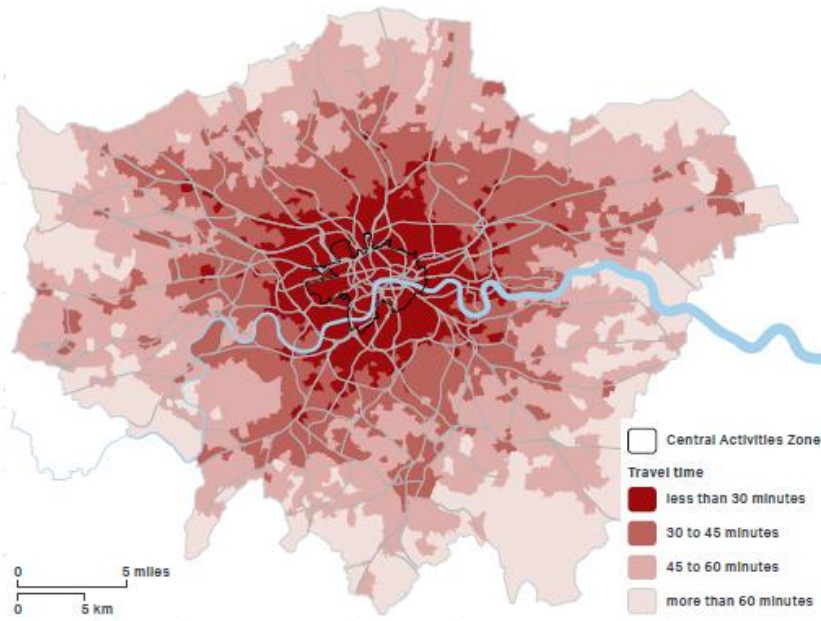 Central Activities Zone
Travel time
less than 30 minutes
30 to 45 minutes
45 to 60 minutes
more than 60 minutes
0 5 miles
0 5 km